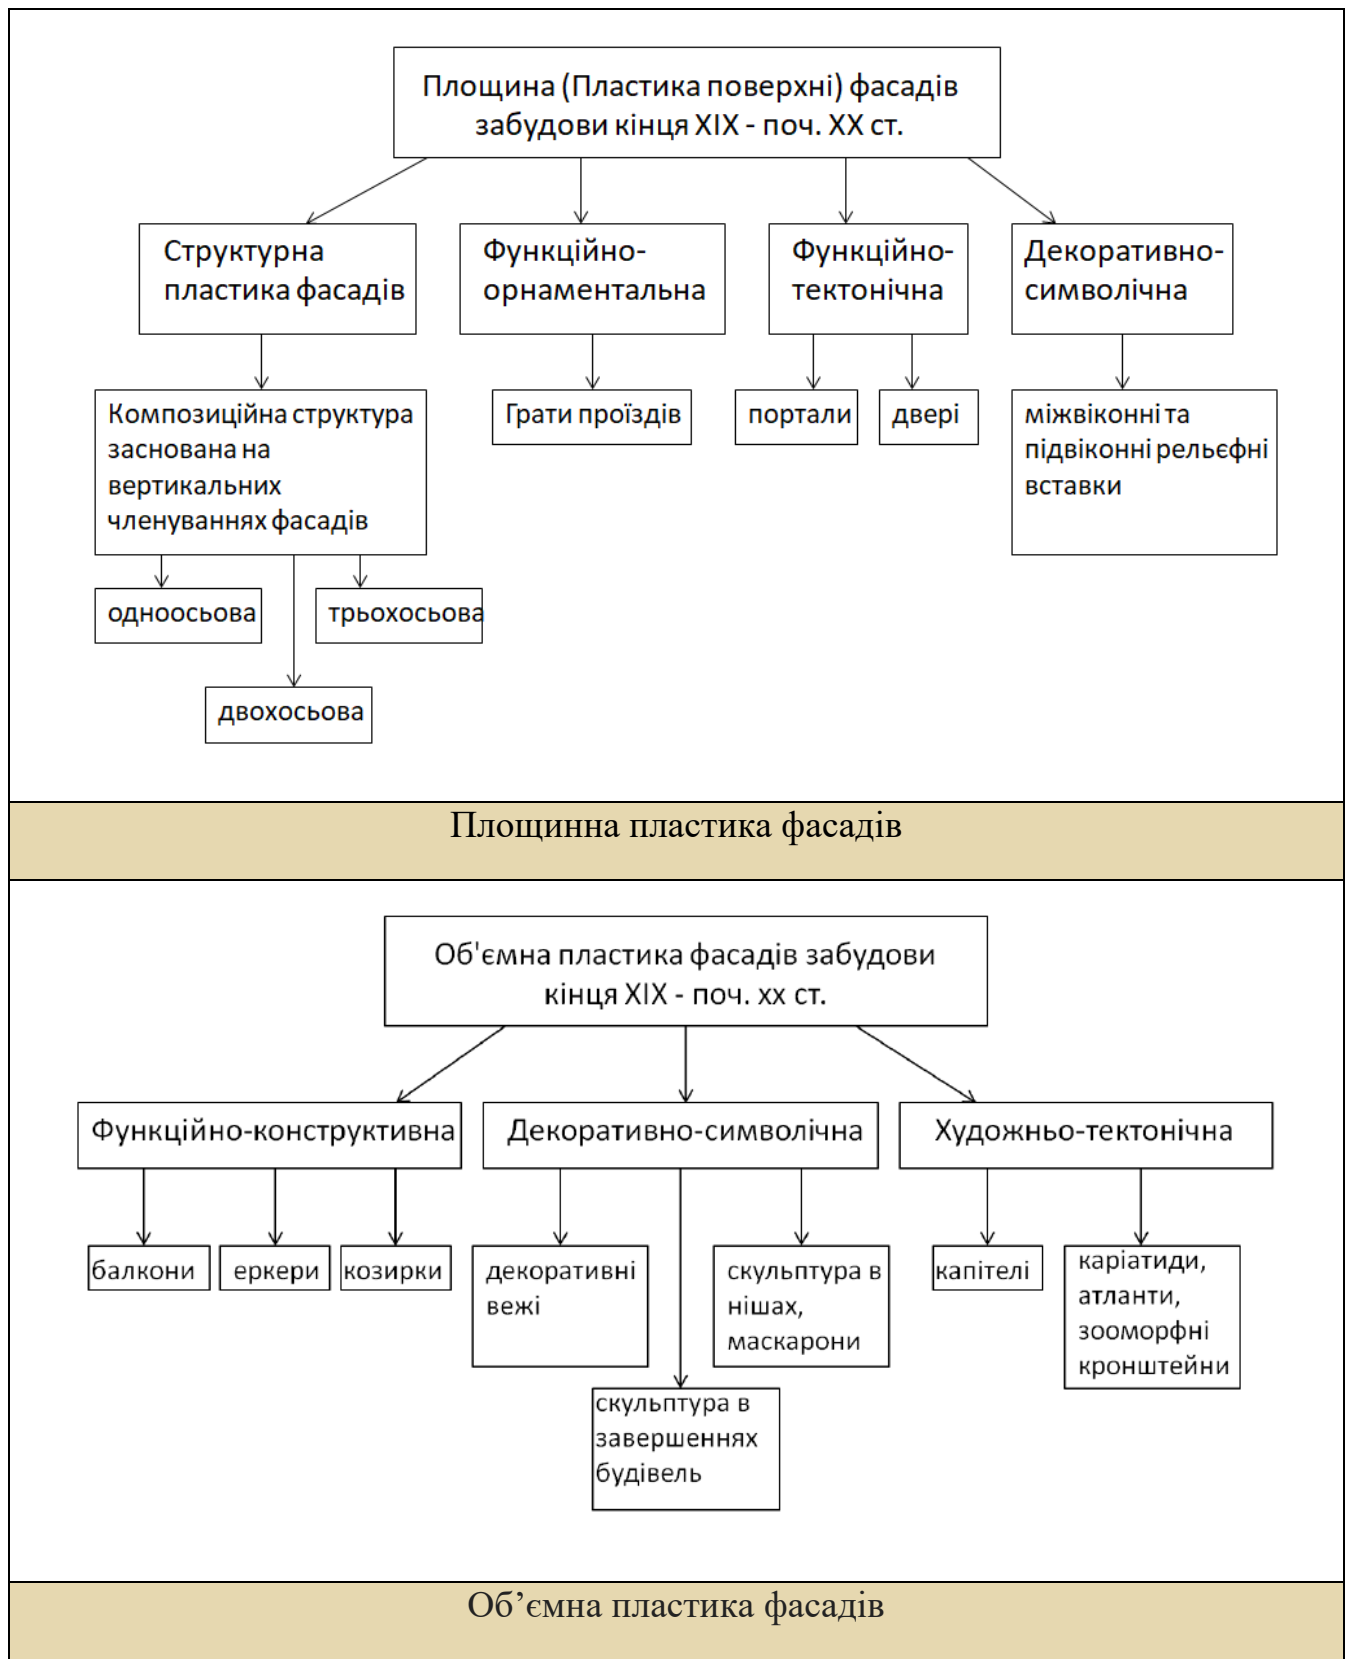 Площина (Пластика поверхні) фасадів
забудови кінця XIX - поч. XX ст.
Структурна
пластика фасадів
Функційно-
орнаментальна
Функційно-
тектонічна
Декоративно-
символічна
Композиційна структура
заснована на
вертикальних
членуваннях фасадів
Грати проїздів
портали
двері
міжвіконні та
підвіконні рельєфні
вставки
одноосьова
трьохосьова
двохосьова
Площинна пластика фасадів
Об'ємна пластика фасадів забудови
кінця XIX - поч. xx ст.
Функційно-конструктивна
Декоративно-символічна
Художньо-тектонічна
балкони
еркери
козирки
декоративні
вежі
скульптура в
нішах,
маскарони
капітелі
каріатиди,
атланти,
зооморфні
кронштейни
скульптура в
завершеннях
будівель
Об’ємна пластика фасадів